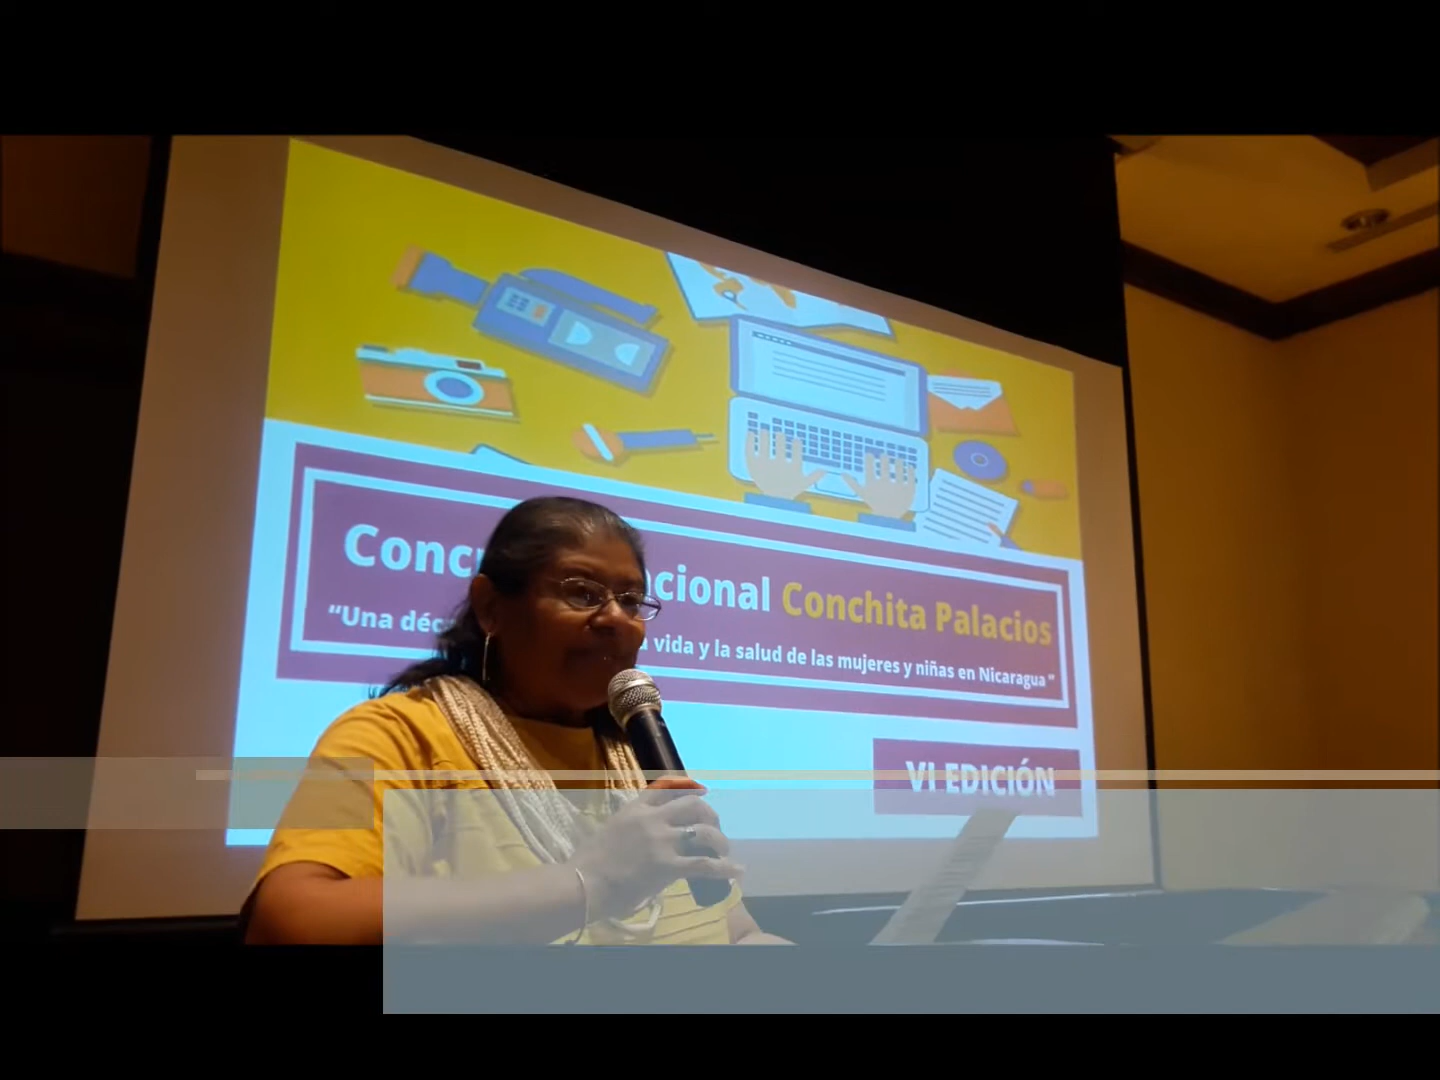 Conc cional Conchita Palacios
“Una déc vida y la salud de las mujeres y niñas en Nicaragua”
VI EDICIÓN